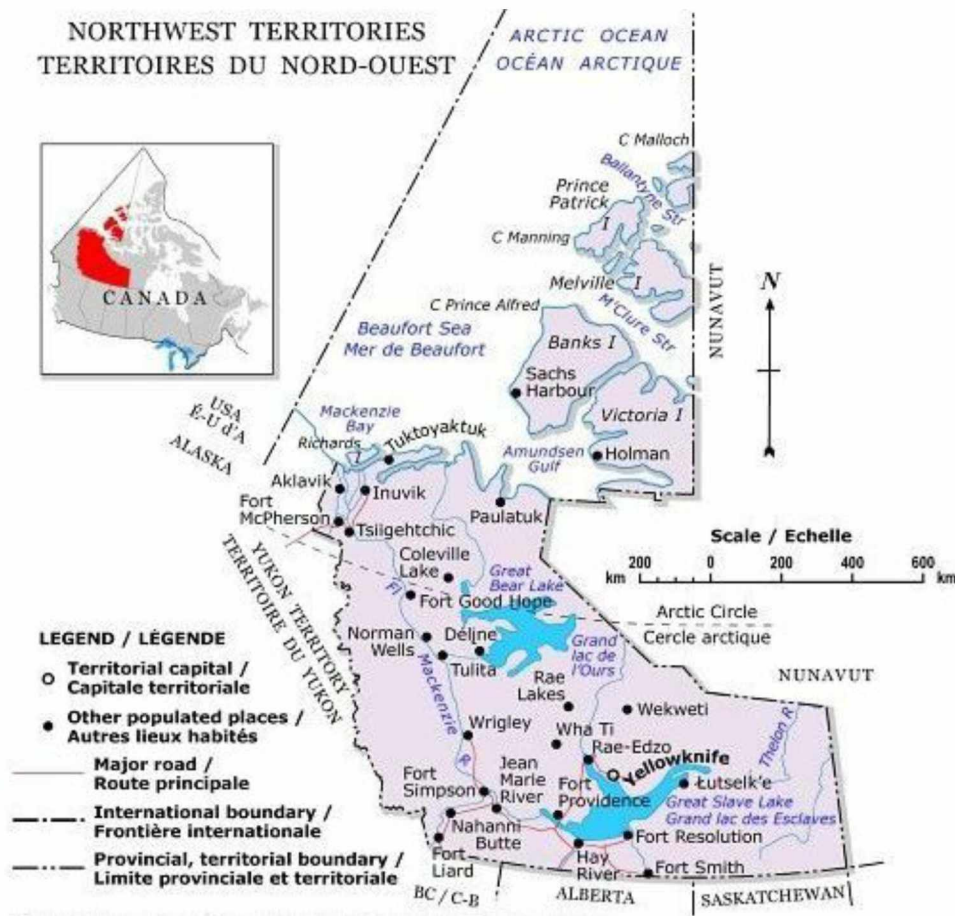 NORTHWEST TERRITORIES
TERRITOIRES DU NORD-OUEST
ARCTIC OCEAN
OCÉAN ARCTIQUE
CANADA
C Malloch
Ballantyne Str
Prince
Patrick
I
C Manning
Melville
I
M'Clure Str
C Prince Alfred
Beaufort Sea
Mer de Beaufort
Banks I
Sachs
Harbour
Victoria I
NUNAVUT
N
USA
É-U d'A
ALASKA
Mackenzie
Bay
Richards
I
Tuktoyaktuk
Amundsen
Gulf
Holman
Aklavik
Inuvik
Fort
McPherson
Tsiigehtchic
Paulatuk
YUKON TERRITORY
TERRITOIRE DU YUKON
Coleville
Lake
Great
Bear Lake
Fort Good Hope
Scale / Echelle
200 0 200 400 600
km km
Arctic Circle
Cercle arctique
Norman
Wells
Déline
Tulita
Grand
lac de
l'Ours
Rae
Lakes
Wekweti
NUNAVUT
Mackenzie
R
Wrigley
Wha Ti
Rae-Edzo
Yellowknife
Thelon R
Jean
Marie
River
Fort
Simpson
Fort
Providence
Łutselk'e
Great Slave Lake
Grand lac des Esclaves
Nahanni
Butte
Fort Resolution
Fort
Liard
Hay
River
Fort Smith
BC / C-B
ALBERTA
SASKATCHEWAN
LEGEND / LÉGENDE
Territorial capital /
Capitale territoriale
Other populated places /
Autres lieux habités
Major road /
Route principale
International boundary /
Frontière internationale
Provincial, territorial boundary /
Limite provinciale et territoriale